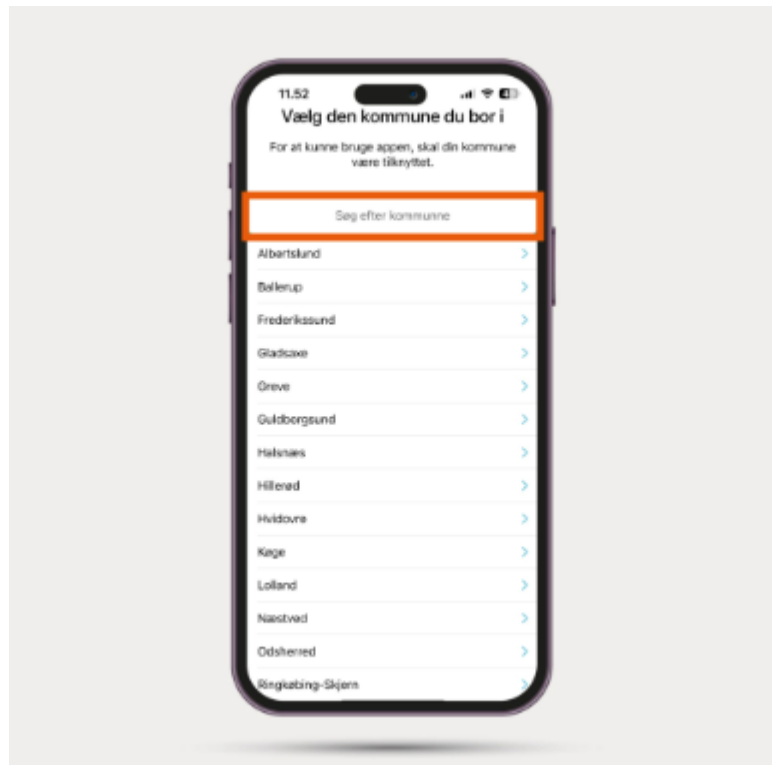 11.52
Vælg den kommune du bor i
For at kunne bruge appen, skal din kommune
være tilknyttet.
Søg efter kommunne
Albertslund
Ballerup
Frederikssund
Gladsaxe
Greve
Guldborgsund
Halsnæs
Hillerød
Hvidovre
Køge
Lolland
Næstved
Odsherred
Ringkøbing-Skjern